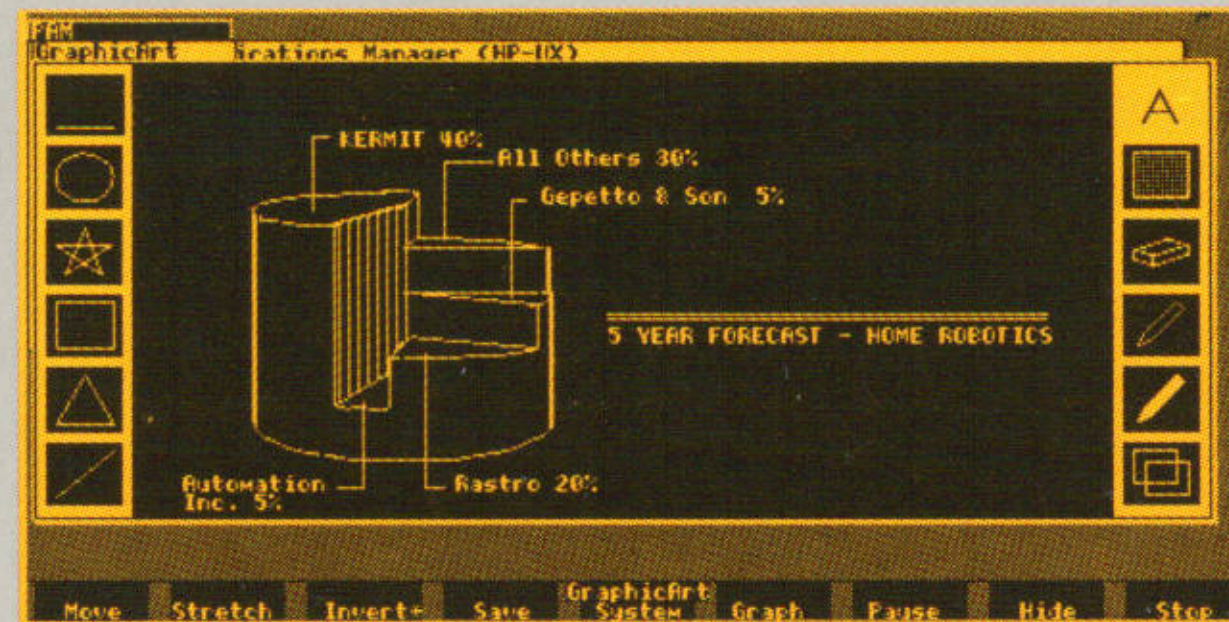 PAM
GraphicArt
ications Manager (HP-UX)
KERMIT 40%
All Others 30%
Gepetto & Son 5%
5 YEAR FORECAST - HOME ROBOTICS
Automation
Inc. 5%
Rastro 20%
A
Move Stretch Invert+ Save GraphicArt
System Graph Pause Hide Stop